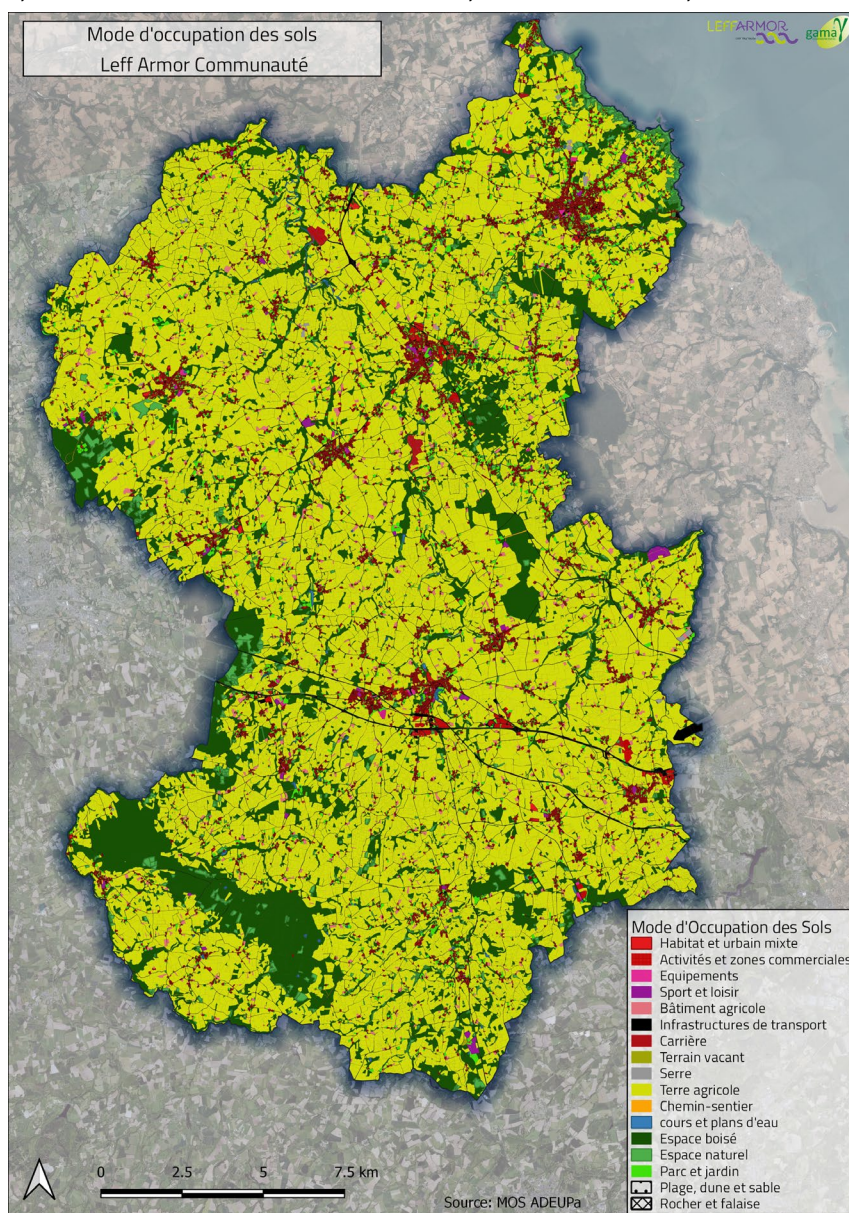 Mode d'occupation des sols
Leff Armor Communauté
LEFFARMOR
gama
Mode d'Occupation des Sols
Habitat et urbain mixte
Activités et zones commerciales
Equipements
Sport et loisir
Bâtiment agricole
Infrastructures de transport
Carrière
Terrain vacant
Serre
Terre agricole
Chemin-sentier
cours et plans d'eau
Espace boisé
Espace naturel
Parc et jardin
Plage, dune et sable
Rocher et falaise
0 2.5 5 7.5 km
Source: MOS ADEUPa